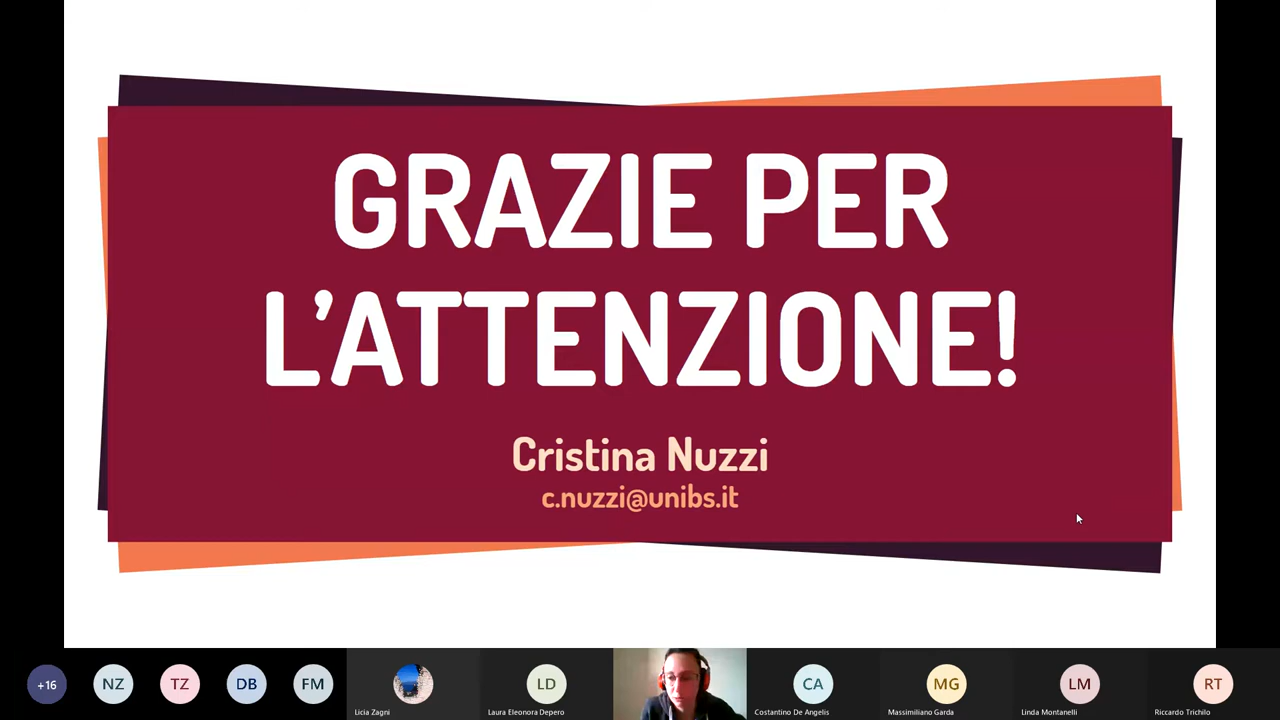 GRAZIE PER
L’ATTENZIONE!
Cristina Nuzzi
c.nuzzi@unibs.it
+16
NZ
TZ
DB
FM
LD
CA
MG
LM
RT
Licia Zagni
Laura Eleonora Depero
Costantino De Angelis
Massimiliano Garda
Linda Montanelli
Riccardo Trichilo